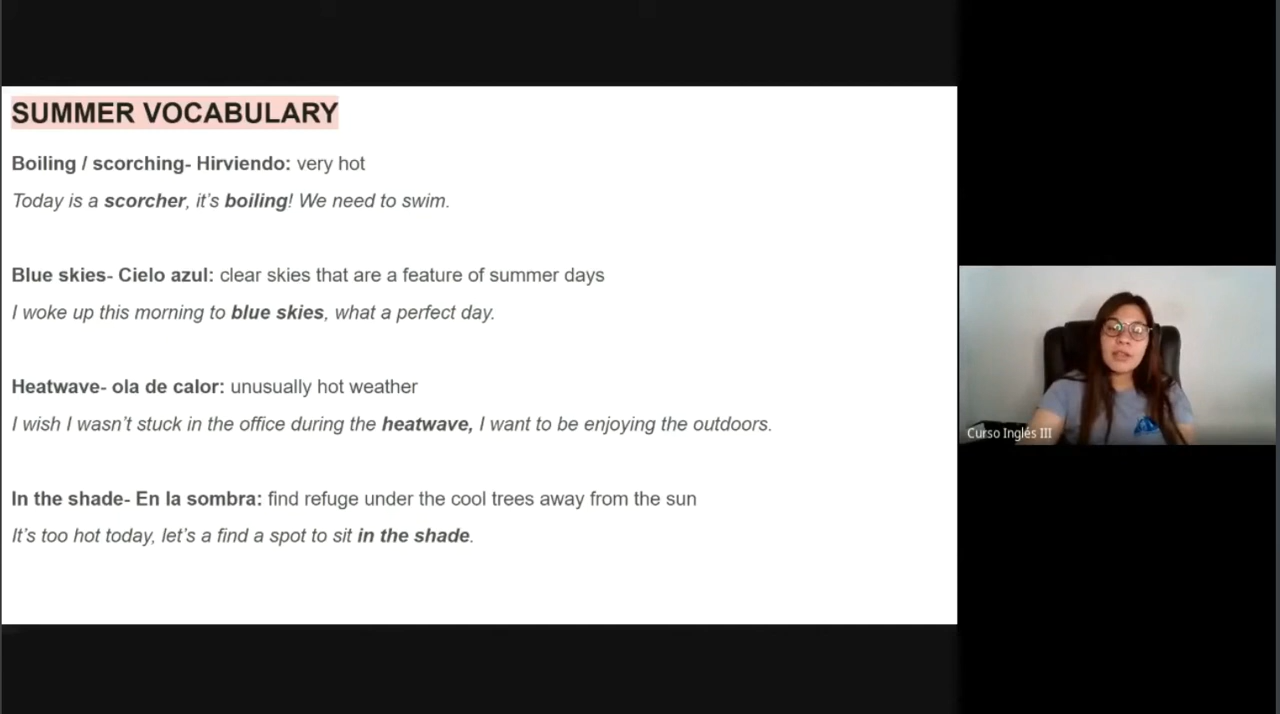 SUMMER VOCABULARY
Boiling / scorching- Hirviendo: very hot
Today is a scorcher, it's boiling! We need to swim.
Blue skies- Cielo azul: clear skies that are a feature of summer days
I woke up this morning to blue skies, what a perfect day.
Heatwave- ola de calor: unusually hot weather
I wish I wasn't stuck in the office during the heatwave, I want to be enjoying the outdoors.
In the shade- En la sombra: find refuge under the cool trees away from the sun
It's too hot today, let's a find a spot to sit in the shade.
Curso Inglés III